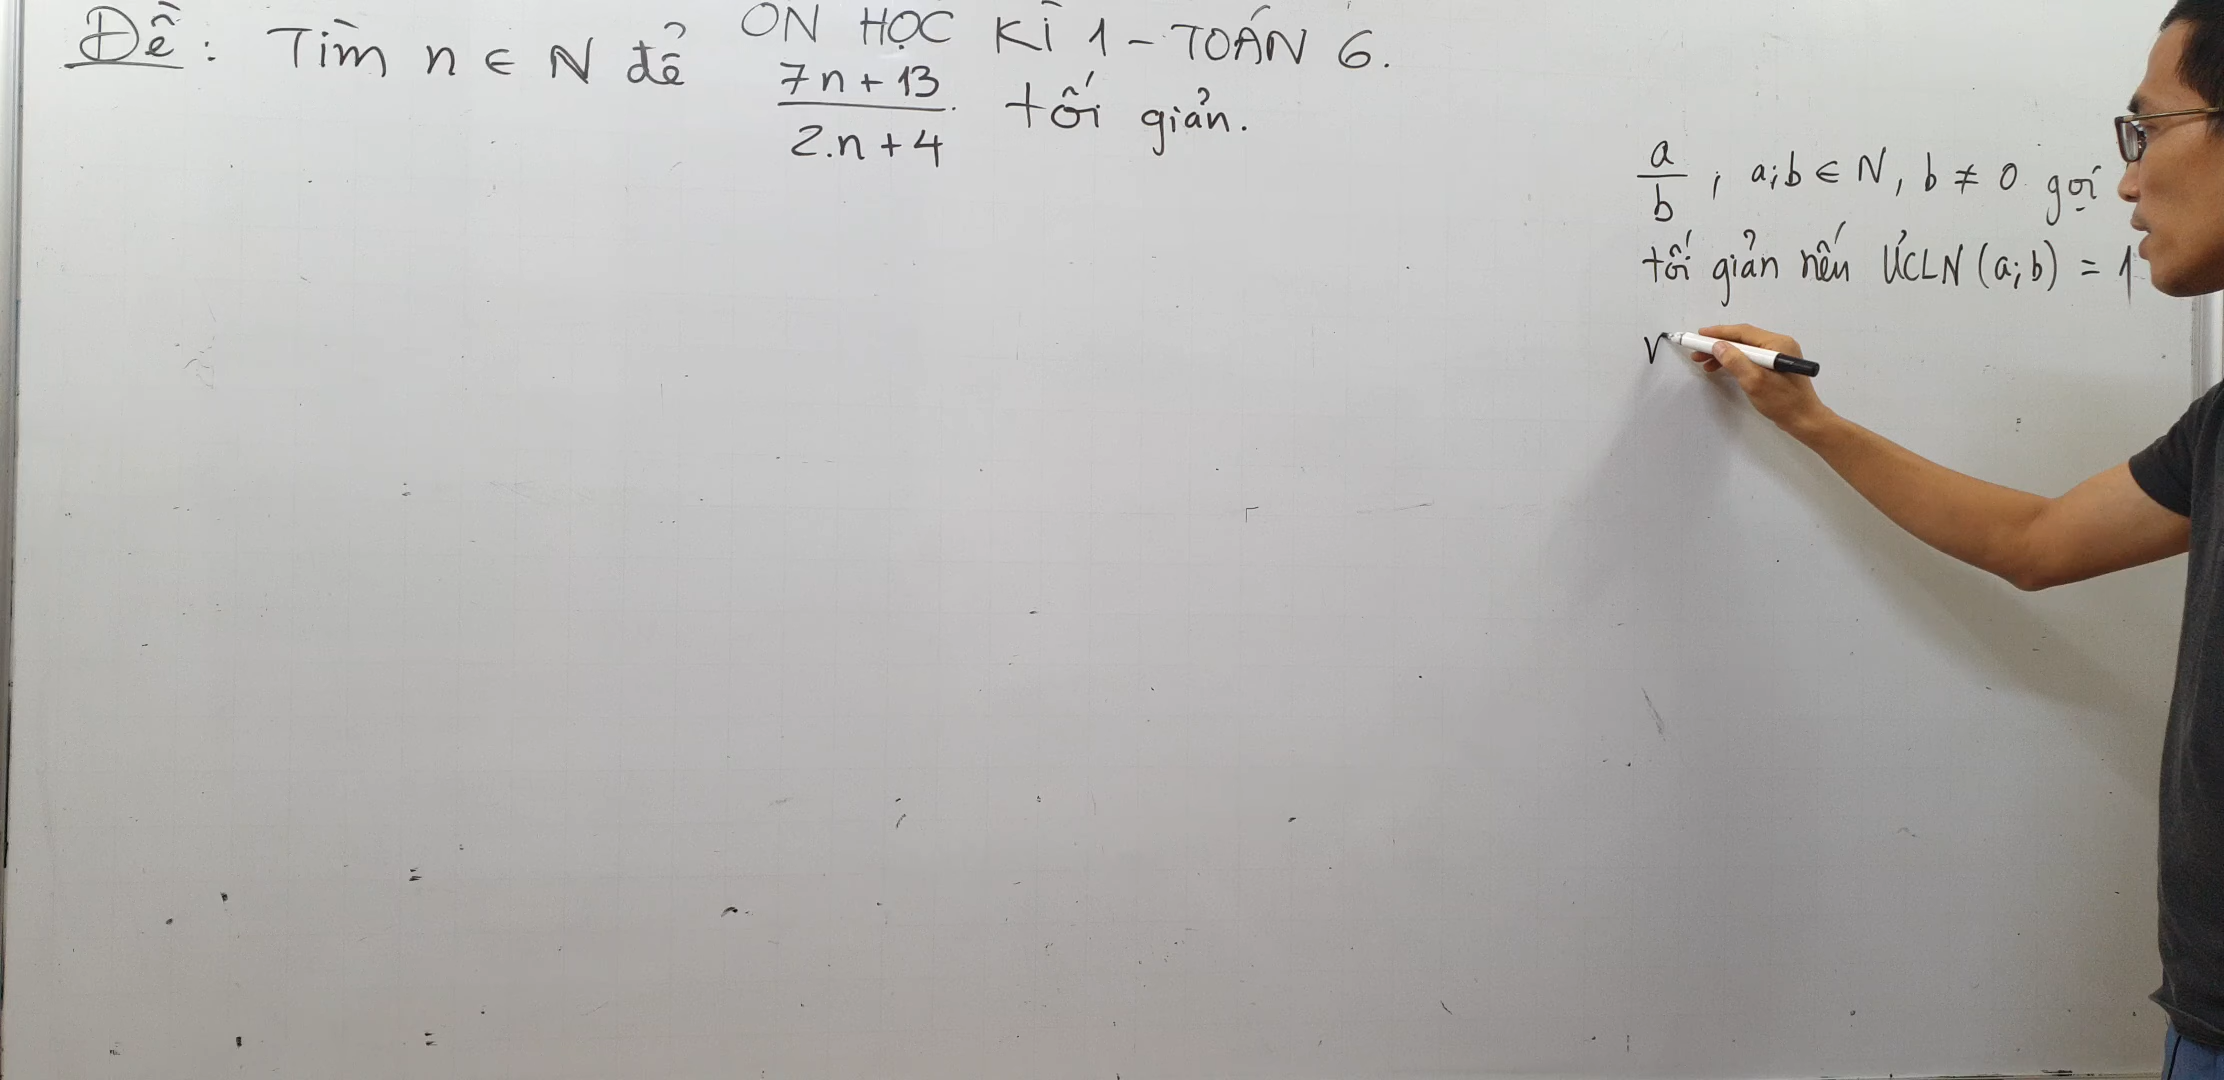 ÔN HỌC KÌ 1 - TOÁN 6.
Đề: Tìm n ∈ N để 7n + 13 / 2.n + 4 tối giản.
a / b ; a;b ∈ N, b ≠ 0 gọi
tối giản nếu ƯCLN (a;b) = 1
V